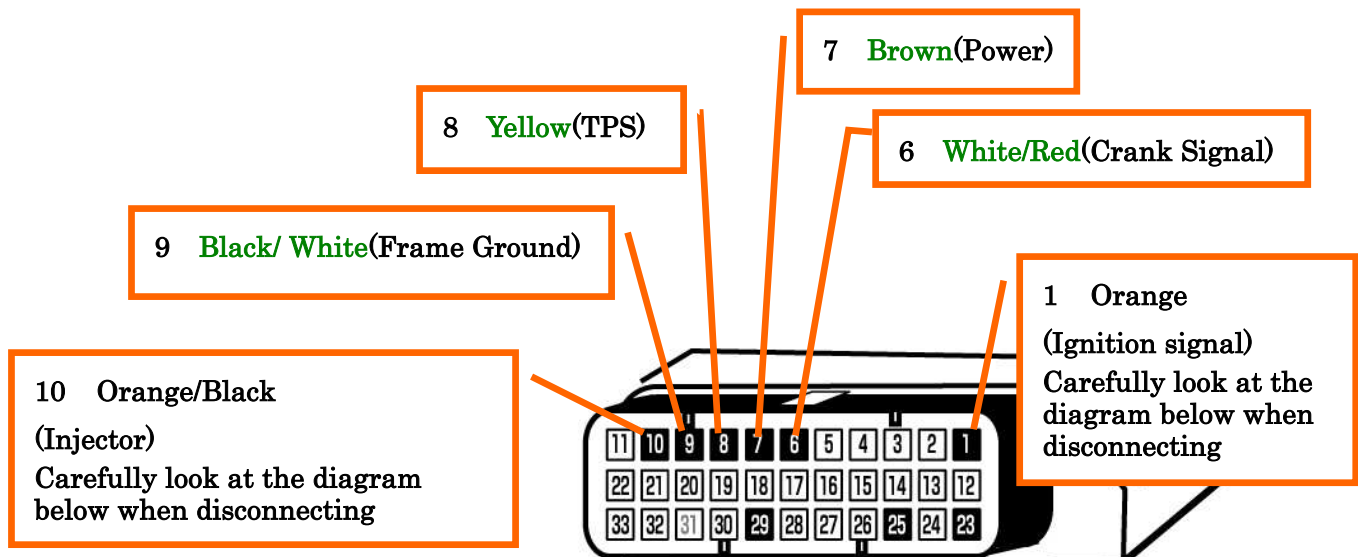 7 Brown(Power)
8 Yellow(TPS)
6 White/Red(Crank Signal)
9 Black/ White(Frame Ground)
1 Orange
(Ignition signal)
Carefully look at the
diagram below when
disconnecting
10 Orange/Black
(Injector)
Carefully look at the diagram
below when disconnecting
11 10 9 8 7 6 5 4 3 2 1
22 21 20 19 18 17 16 15 14 13 12
33 32 31 30 29 28 27 26 25 24 23